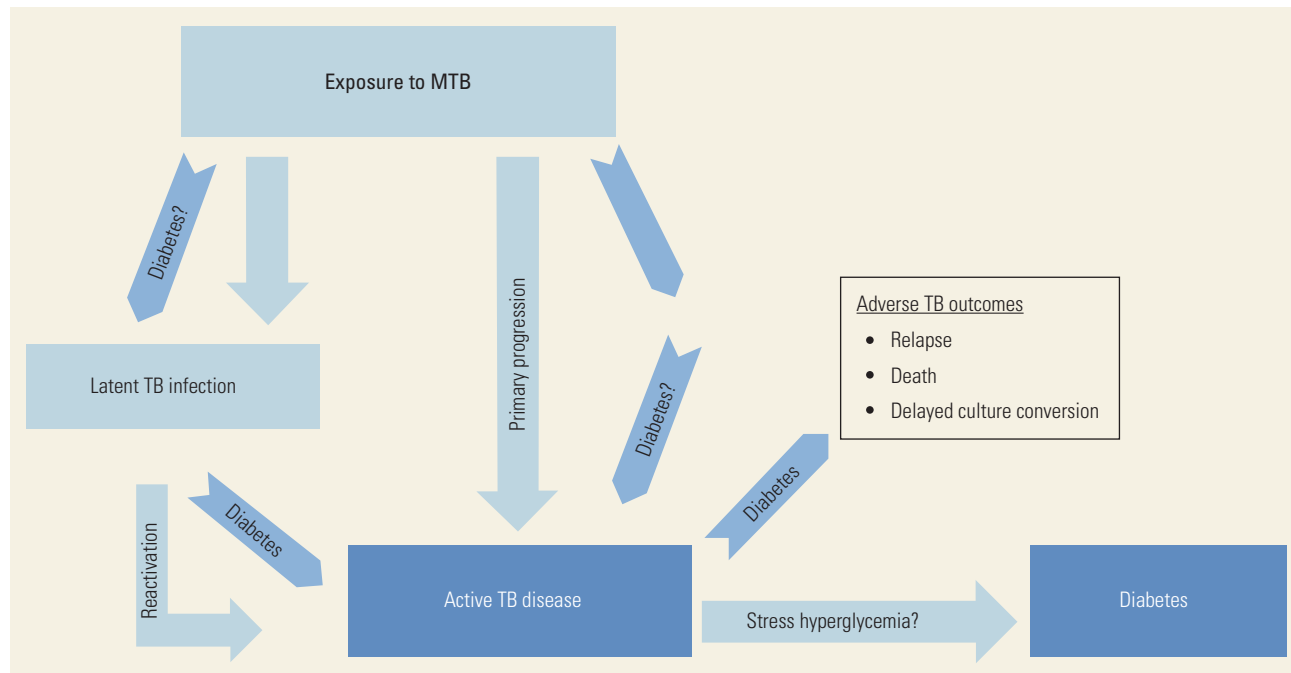 Exposure to MTB
Diabetes?
Primary progression
Diabetes?
Latent TB infection
Adverse TB outcomes
• Relapse
• Death
• Delayed culture conversion
Reactivation
Diabetes
Diabetes
Active TB disease
Stress hyperglycemia?
Diabetes